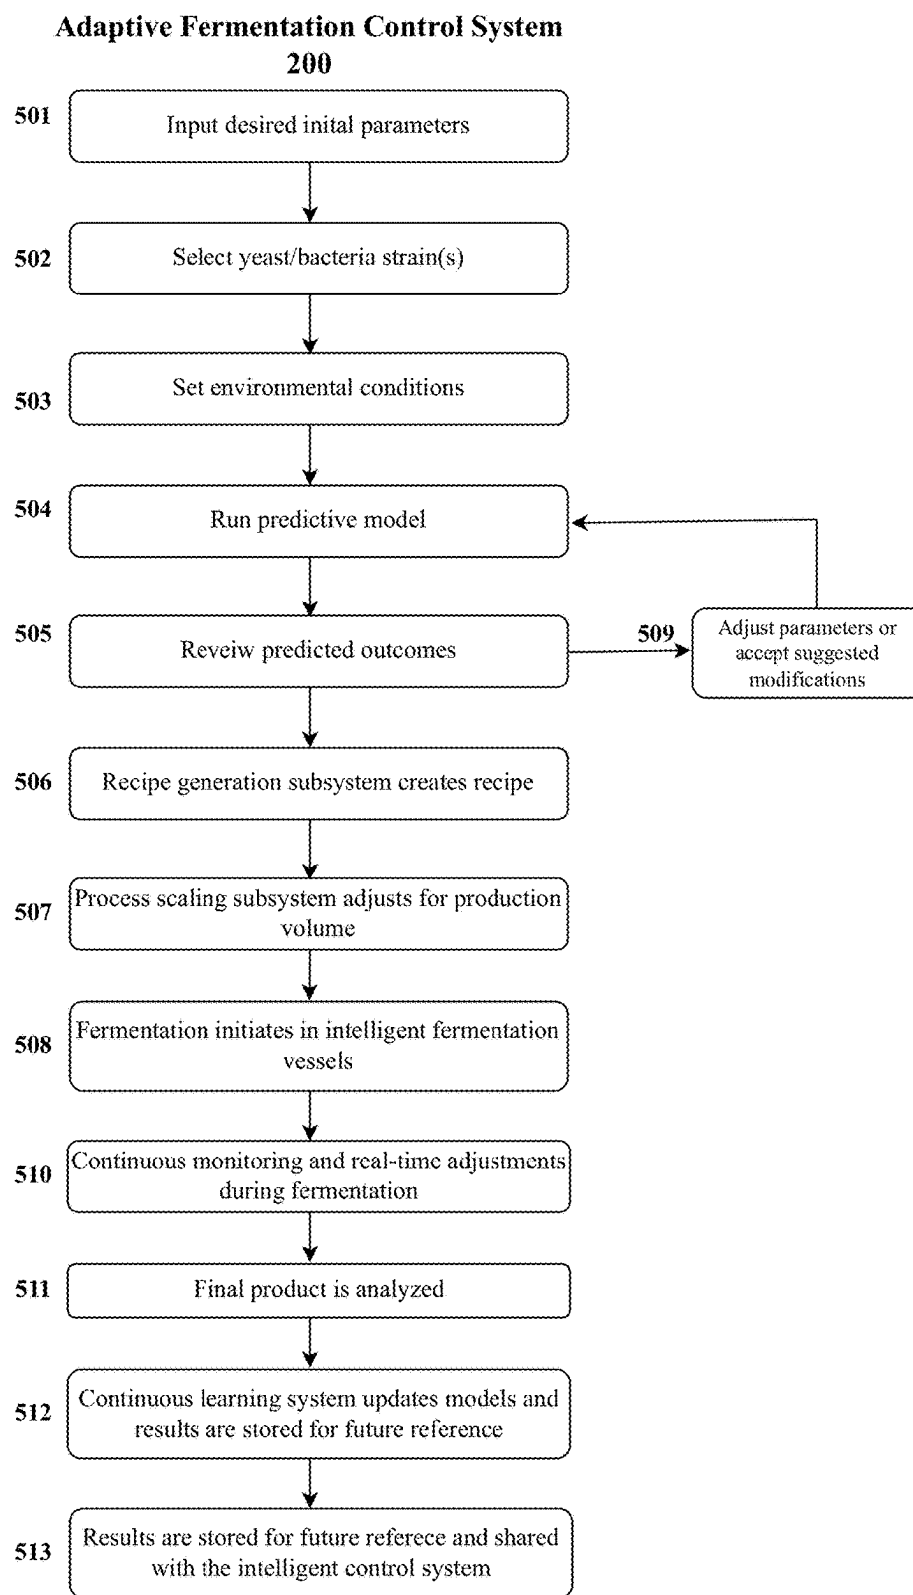 Adaptive Fermentation Control System
200
501
Input desired inital parameters
502
Select yeast/bacteria strain(s)
503
Set environmental conditions
504
Run predictive model
505
Reveiw predicted outcomes
509
Adjust parameters or
accept suggested
modifications
506
Recipe generation subsystem creates recipe
507
Process scaling subsystem adjusts for production
volume
508
Fermentation initiates in intelligent fermentation
vessels
510
Continuous monitoring and real-time adjustments
during fermentation
511
Final product is analyzed
512
Continuous learning system updates models and
results are stored for future reference
513
Results are stored for future referece and shared
with the intelligent control system